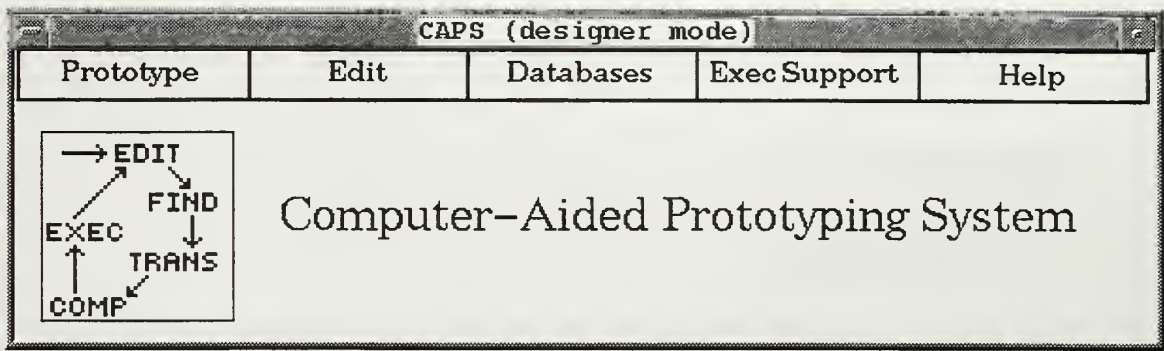 CAPS (designer mode)
Prototype Edit Databases Exec Support Help
EDIT
FIND
EXEC
TRANS
COMP
Computer-Aided Prototyping System